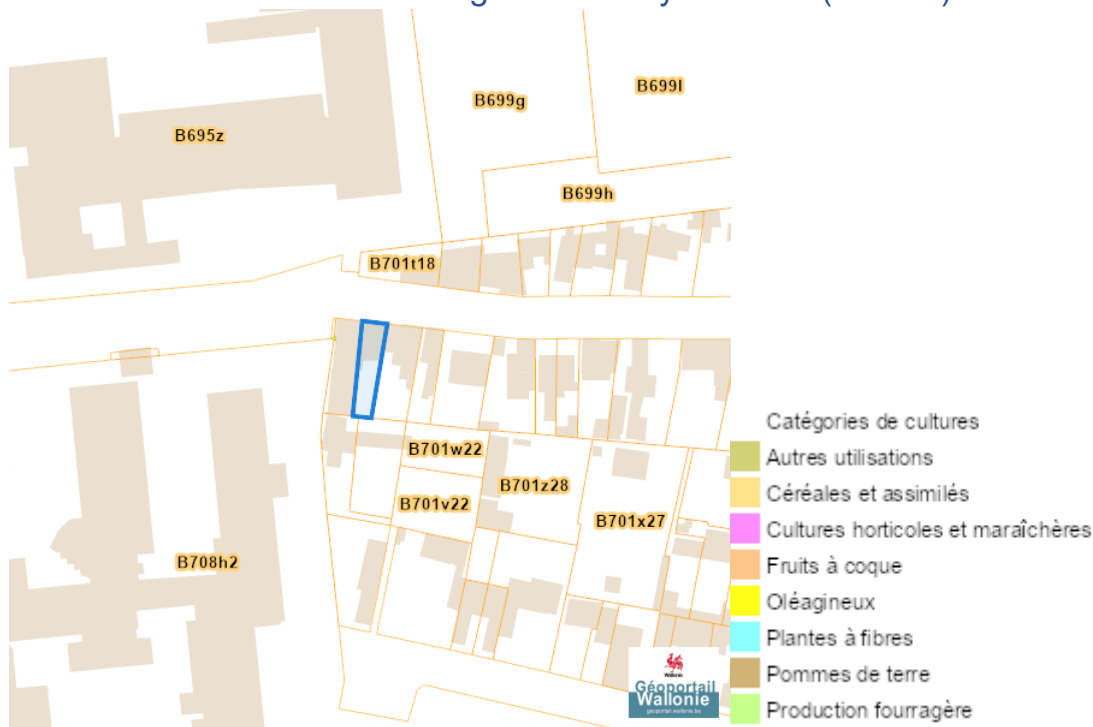 B699l
B699g
B695z
B699h
B701t18
B701w22
B701z28
B701v22
B701x27
B708h2
Catégories de cultures
Autres utilisations
Céréales et assimilés
Cultures horticoles et maraîchères
Fruits à coque
Oléagineux
Plantes à fibres
Pommes de terre
Production fourragère
Wallonie
Géoportail
Wallonie
geoportail.wallonie.be